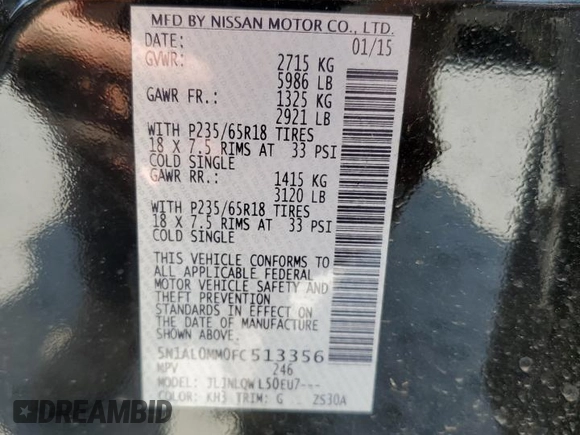 MFD BY NISSAN MOTOR CO., LTD.
DATE: 01/15
GVWR: 2715 KG
5986 LB
GAWR FR.: 1325 KG
2921 LB
WITH P235/65R18 TIRES
18 X 7.5 RIMS AT 33 PSI
COLD SINGLE
GAWR RR.: 1415 KG
3120 LB
WITH P235/65R18 TIRES
18 X 7.5 RIMS AT 33 PSI
COLD SINGLE
THIS VEHICLE CONFORMS TO
ALL APPLICABLE FEDERAL
MOTOR VEHICLE SAFETY AND
THEFT PREVENTION
STANDARDS IN EFFECT ON
THE DATE OF MANUFACTURE
SHOWN ABOVE.
5N1AL0MM0FC513356
MPV 246
MODEL: JLJNLQWL50EU7---
COLOR: KH3 TRIM: G ZS30A
STATBIDCARS